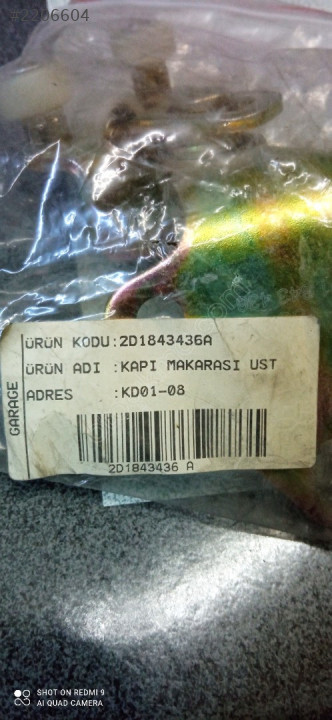 #2206604
GARAGE
ÜRÜN KODU:2D1843436A
ÜRÜN ADI :KAPI MAKARASI UST
ADRES :KD01-08
2D1843436 A
SHOT ON REDMI 9
AI QUAD CAMERA